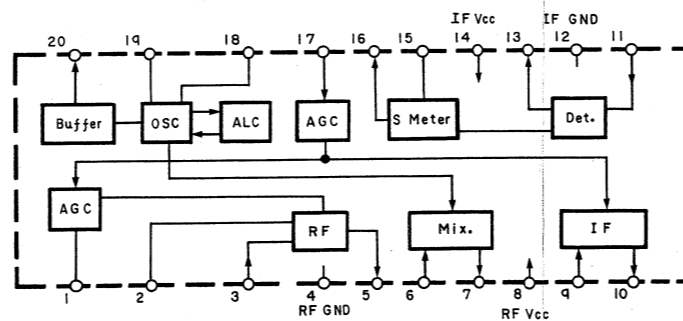 IF Vcc IF GND
20 19 18 17 16 15 14 13 12 11
Buffer OSC ALC AGC S Meter Det.
AGC RF Mix. IF
1 2 3 4 5 6 7 8 9 10
RF GND RF Vcc